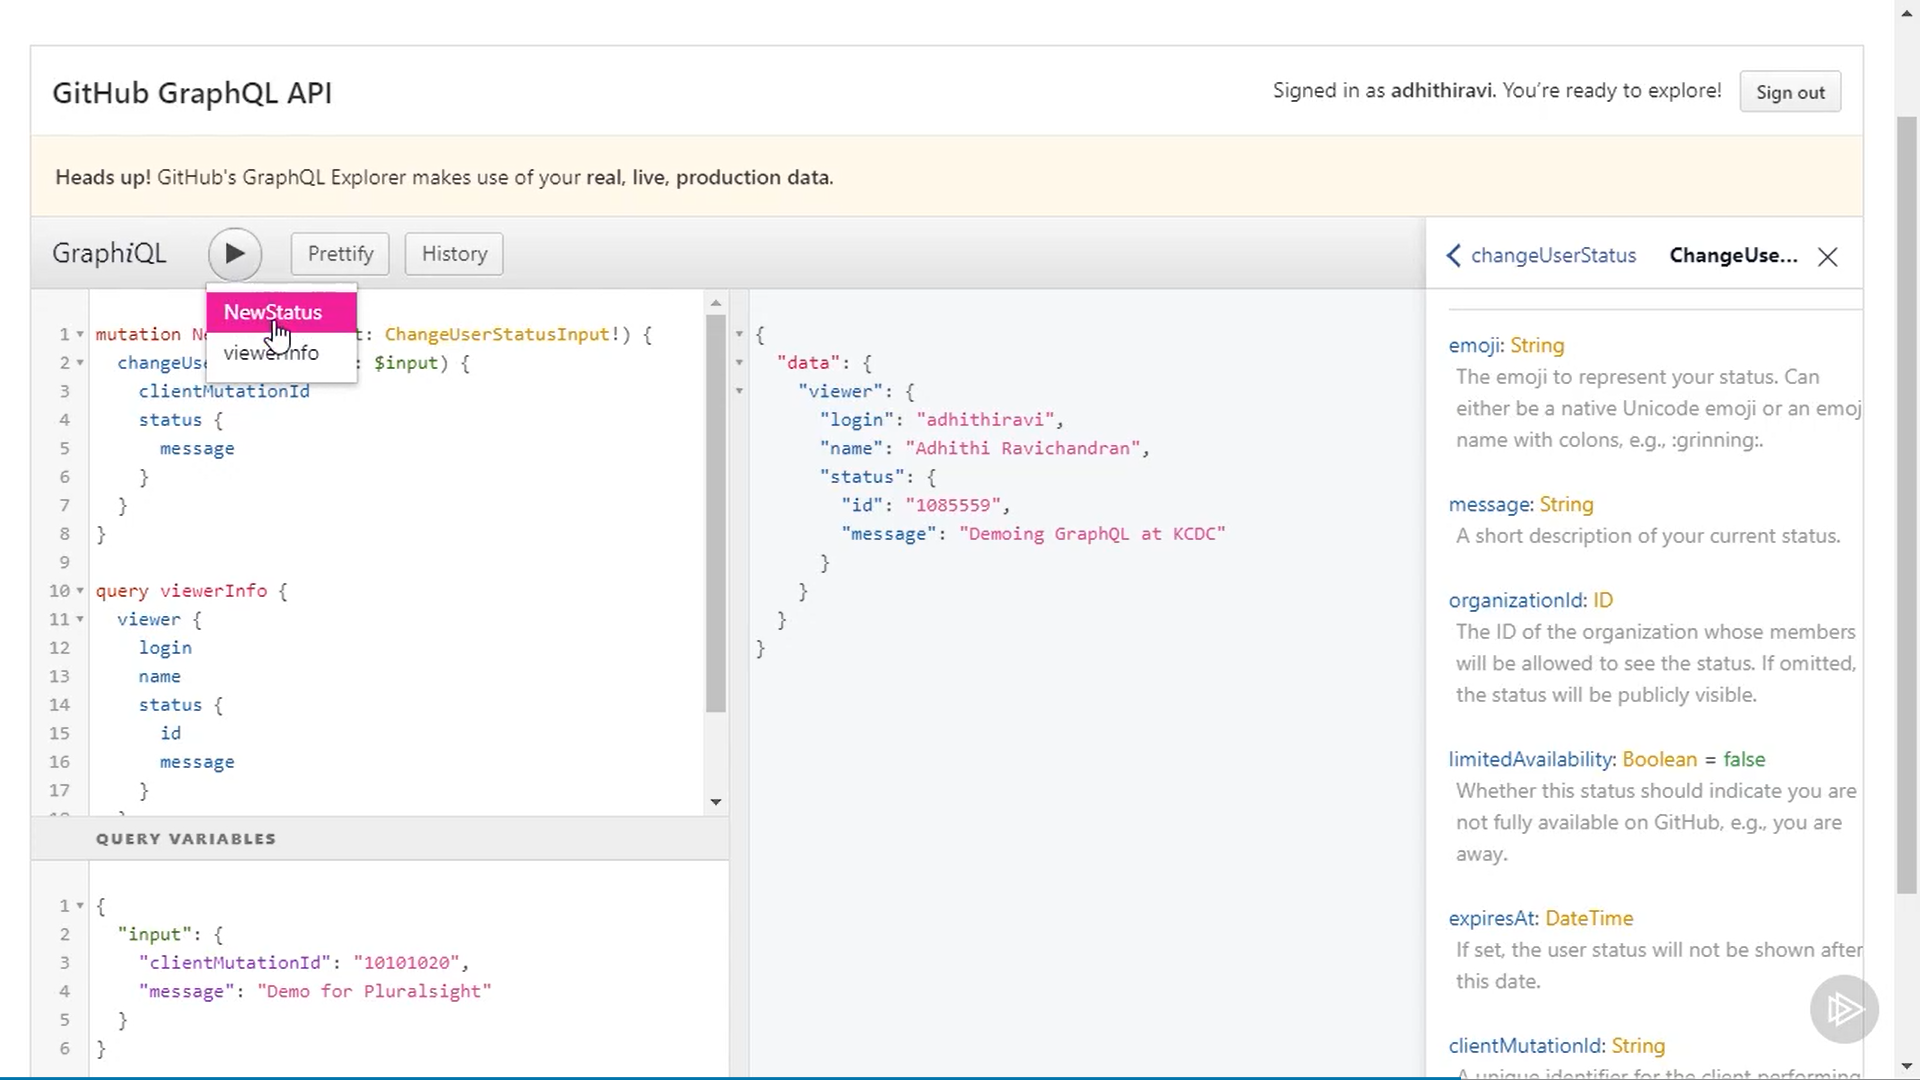 GitHub GraphQL API
Signed in as adhithiravi. You're ready to explore!
Sign out
Heads up! GitHub's GraphQL Explorer makes use of your real, live, production data.
GraphiQL
Prettify
History
changeUserStatus
ChangeUse...
NewStatus
viewerInfo
1 mutation : ChangeUserStatusInput!) {
2 : $input) {
3 clientMutationId
4 status {
5 message
6 }
7 }
8 }
9
10 query viewerInfo {
11 viewer {
12 login
13 name
14 status {
15 id
16 message
17 }
QUERY VARIABLES
1 {
2 "input": {
3 "clientMutationId": "10101020",
4 "message": "Demo for Pluralsight"
5 }
6 }
{
"data": {
"viewer": {
"login": "adhithiravi",
"name": "Adhithi Ravichandran",
"status": {
"id": "1085559",
"message": "Demoing GraphQL at KCDC"
}
}
}
}
emoji: String
The emoji to represent your status. Can
either be a native Unicode emoji or an emoj
name with colons, e.g., :grinning:.
message: String
A short description of your current status.
organizationId: ID
The ID of the organization whose members
will be allowed to see the status. If omitted,
the status will be publicly visible.
limitedAvailability: Boolean = false
Whether this status should indicate you are
not fully available on GitHub, e.g., you are
away.
expiresAt: DateTime
If set, the user status will not be shown after
this date.
clientMutationId: String
A unique identifier for the client performing